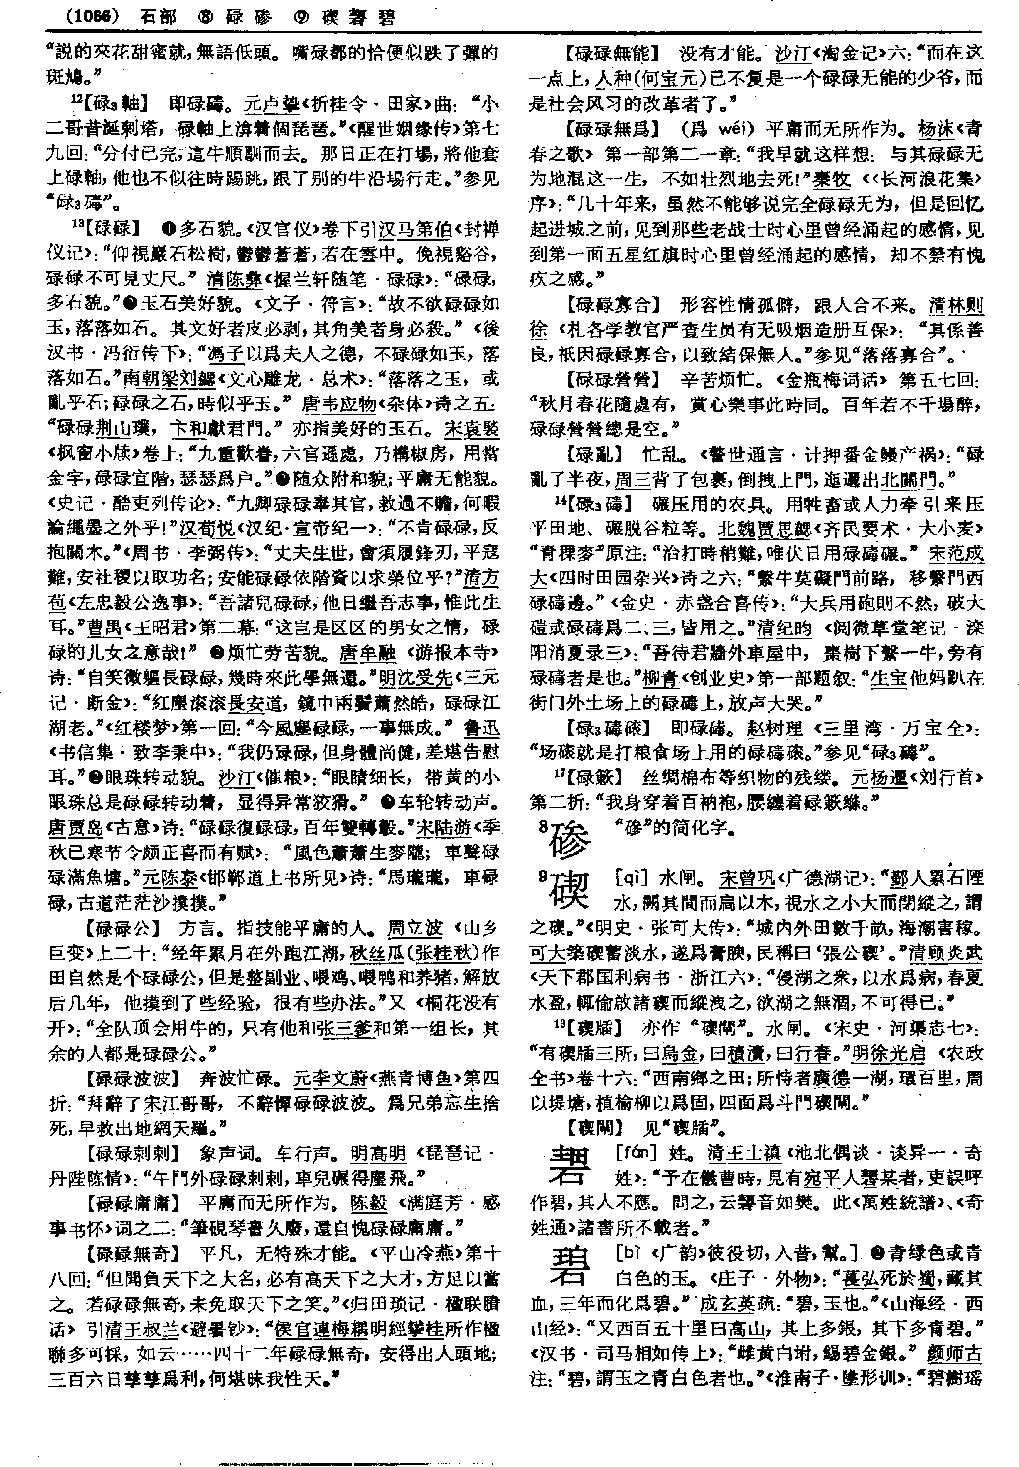 (1066) 石部 ⑧ 碌 碜 ⑨ 碶 䂓 碧
“説的來花甜蜜就，無語低頭。嘴碌都的恰便似跌了彈的
斑鳩。”
12【碌3軸】 即碌碡。元卢挚《折桂令·田家》曲：“小
二哥昔涎剌塔，碌軸上渰着個琵琶。”《醒世姻缘传》第七
九回：“分付已完，這牛順馴而去。那日正在打場，將他套
上碌軸，他也不似往時踢跳，跟了别的牛沿場行走。”参见
“碌3碡”。
13【碌碌】 ❶多石貌。《汉官仪》卷下引汉马第伯《封禅
仪记》：“仰視巖石松樹，鬱鬱蒼蒼，若在雲中。俛視谿谷，
碌碌不可見丈尺。”清陈彝《握兰轩随笔·碌碌》：“碌碌，
多石貌。”❷玉石美好貌。《文子·符言》：“故不欲碌碌如
玉，落落如石。其文好者皮必剥，其角美者身必殺。”《後
汉书·冯衍传下》：“馮子以爲夫人之德，不碌碌如玉，落
落如石。”南朝梁刘勰《文心雕龙·总术》：“落落之玉，或
亂乎石；碌碌之石，時似乎玉。”唐韦应物《杂体》诗之五：
“碌碌荆山璞，卞和獻君門。”亦指美好的玉石。宋袁褧
《枫窗小牍》卷上：“九重歡眷，六官通處，乃構椒房，用撒
金字，碌碌宜階，瑟瑟爲户。”❸随众附和貌；平庸无能貌。
《史记·酷吏列传论》：“九卿碌碌奉其官，救過不贍，何暇
論繩墨之外乎！”汉荀悦《汉纪·宣帝纪一》：“不肯碌碌，反
抱關木。”《周书·李弼传》：“丈夫生世，會須履鋒刃，平寇
難，安社稷以取功名；安能碌碌依階資以求榮位乎？”清方
苞《左忠毅公逸事》：“吾諸兒碌碌，他日繼吾志事，惟此生
耳。”曹禺《王昭君》第二幕：“这岂是区区的男女之情，碌
碌的儿女之意哉！” ❹烦忙劳苦貌。唐牟融《游报本寺》
诗：“自笑微軀長碌碌，幾時來此學無還。”明沈受先《三元
记·断金》：“红塵滚滚長安道，鏡中兩鬢蕭然皓，碌碌江
湖老。”《红楼梦》第一回：“今風塵碌碌，一事無成。” 鲁迅
《书信集·致李秉中》：“我仍碌碌，但身體尚健，差堪告慰
耳。”❺眼珠转动貌。沙汀《催粮》：“眼睛细长，带黄的小
眼珠总是碌碌转动着，显得异常狡猾。” ❻车轮转动声。
唐贾岛《古意》诗：“碌碌復碌碌，百年雙轉轂。”宋陆游《季
秋已寒节令颇正喜而有赋》：“風色蕭蕭生麥隴；車聲碌
碌滿魚塘。”元陈泰《邯郸道上书所见》诗：“馬瓏瓏，車碌
碌，古道茫茫沙撲撲。”
【碌碌公】 方言。指技能平庸的人。周立波《山乡
巨变》上二十：“经年累月在外跑江湖，秋丝瓜（张桂秋）作
田自然是个碌碌公，但是整副业、喂鸡、喂鸭和养猪，解放
后几年，他摸到了些经验，很有些办法。”又《桐花没有
开》：“全队顶会用牛的，只有他和张三爹和第一组长，其
余的人都是碌碌公。”
【碌碌波波】 奔波忙碌。元李文蔚《燕青博鱼》第四
折：“拜辭了宋江哥哥，不辭憚碌碌波波。爲兄弟忘生捨
死，早救出地網天羅。”
【碌碌剌剌】 象声词。车行声。明高明《琵琶记·
丹陛陈情》：“午門外碌碌剌剌，車兒碾得塵飛。”
【碌碌庸庸】 平庸而无所作为。陈毅《满庭芳·感
事书怀》词之二：“筆硯琴書久廢，還自愧碌碌庸庸。”
【碌碌無奇】 平凡，无特殊才能。《平山冷燕》第十
八回：“但閒負天下之大名，必有高天下之大才，方足以當
之。若碌碌無奇，未免取天下之笑。”《归田琐记·楹联賸
话》引清王叔兰《避暑钞》：“侯官連梅耦明經攀桂所作楹
聯多可採，如云……四十二年碌碌無奇，安得出人頭地；
三百六日孳孳爲利，何堪昧我性天。”
【碌碌無能】 没有才能。沙汀《淘金记》六：“而在这
一点上，人种（何宝元）已不复是一个碌碌无能的少爷，而
是社会风习的改革者了。”
【碌碌無爲】 （爲 wéi）平庸而无所作为。杨沫《青
春之歌》第一部第二一章：“我早就这样想：与其碌碌无
为地混这一生，不如壮烈地去死！”秦牧《〈长河浪花集〉
序》：“几十年来，虽然不能够说完全碌碌无为，但是回忆
起进城之前，见到那些老战士时心里曾经涌起的感情，见
到第一面五星红旗时心里曾经涌起的感情，却不禁有愧
疚之感。”
【碌碌寡合】 形容性情孤僻，跟人合不来。清林则
徐《札各学教官严查生员有无吸烟造册互保》：“其係善
良，祇因碌碌寡合，以致結保無人。”参见“落落寡合”。
【碌碌營營】 辛苦烦忙。《金瓶梅词话》第五七回：
“秋月春花隨處有，賞心樂事此時同。百年若不千場醉，
碌碌營營總是空。”
【碌亂】 忙乱。《警世通言·计押番金鳗产祸》：“碌
亂了半夜，周三背了包裹，倒拽上門，迤邐出北關門。”
14【碌3碡】 碾压用的农具。用牲畜或人力牵引来压
平田地、碾脱谷粒等。北魏贾思勰《齐民要术·大小麦》
“青稞麥”原注：“治打時稍難，唯伏日用碌碡碾。”宋范成
大《四时田园杂兴》诗之六：“繫牛莫礙門前路，移繫門西
碌碡邊。”《金史·赤盏合喜传》：“大兵用砲則不然，破大
磑或碌碡爲二、三，皆用之。”清纪昀《阅微草堂笔记·滦
阳消夏录三》：“吾待君牆外車屋中，棗樹下繫一牛，旁有
碌碡者是也。”柳青《创业史》第一部题叙：“生宝他妈趴在
街门外土场上的碌碡上，放声大哭。”
【碌3碡磙】 即碌碡。赵树理《三里湾·万宝全》：
“场磙就是打粮食场上用的碌碡磙。”参见“碌3碡”。
17【碌簌】 丝绸棉布等织物的残缕。元杨暹《刘行首》
第二折：“我身穿着百衲袍，腰纏着碌簌縧。”
8碜 “磣”的简化字。
9碶 [qì] 水闸。宋曾巩《广德湖记》：“鄞人累石陻
水，闕其間而扃以木，視水之小大而閉縱之，謂
之碶。”《明史·张可大传》：“城内外田數千畝，海潮害稼。
可大築碶蓄淡水，遂爲膏腴，民稱曰‘張公碶’。”清顾炎武
《天下郡国利病书·浙江六》：“侵湖之衆，以水爲病，春夏
水盈，輒偷啟諸碶而縱洩之，欲湖之無涸，不可得已。”
13【碶牐】 亦作“碶閘”。水闸。《宋史·河渠志七》：
“有碶牐三所，曰烏金，曰積瀆，曰行春。”明徐光启《农政
全书》卷十六：“西南鄉之田；所恃者廣德一湖，環百里，周
以堤塘，植榆柳以爲固，四面爲斗門碶閘。”
【碶閘】 见“碶牐”。
[fán] 姓。清王士禛《池北偶谈·谈异一·奇
姓》：“予在儀曹時，見有宛平人䂓某者，吏誤呼
作碧，其人不應。問之，云䂓音如樊。此《萬姓統譜》、《奇
姓通》諸書所不載者。”
碧 [bì《广韵》彼役切，入昔，幫。] ❶青绿色或青
白色的玉。《庄子·外物》：“萇弘死於蜀，藏其
血，三年而化爲碧。”成玄英疏：“碧，玉也。”《山海经·西
山经》：“又西百五十里曰高山，其上多銀，其下多青碧。”
《汉书·司马相如传上》：“雌黄白坿，錫碧金銀。”颜师古
注：“碧，謂玉之青白色者也。”《淮南子·墬形训》：“碧樹瑶